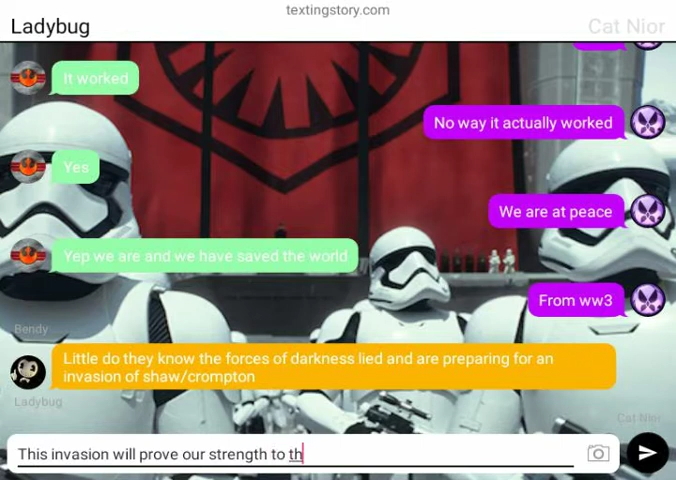 textingstory.com
Ladybug
Cat Nior
It worked
No way it actually worked
Yes
We are at peace
Yep we are and we have saved the world
From ww3
Bendy
Little do they know the forces of darkness lied and are preparing for an
invasion of shaw/crompton
Ladybug
Cat Nior
This invasion will prove our strength to th